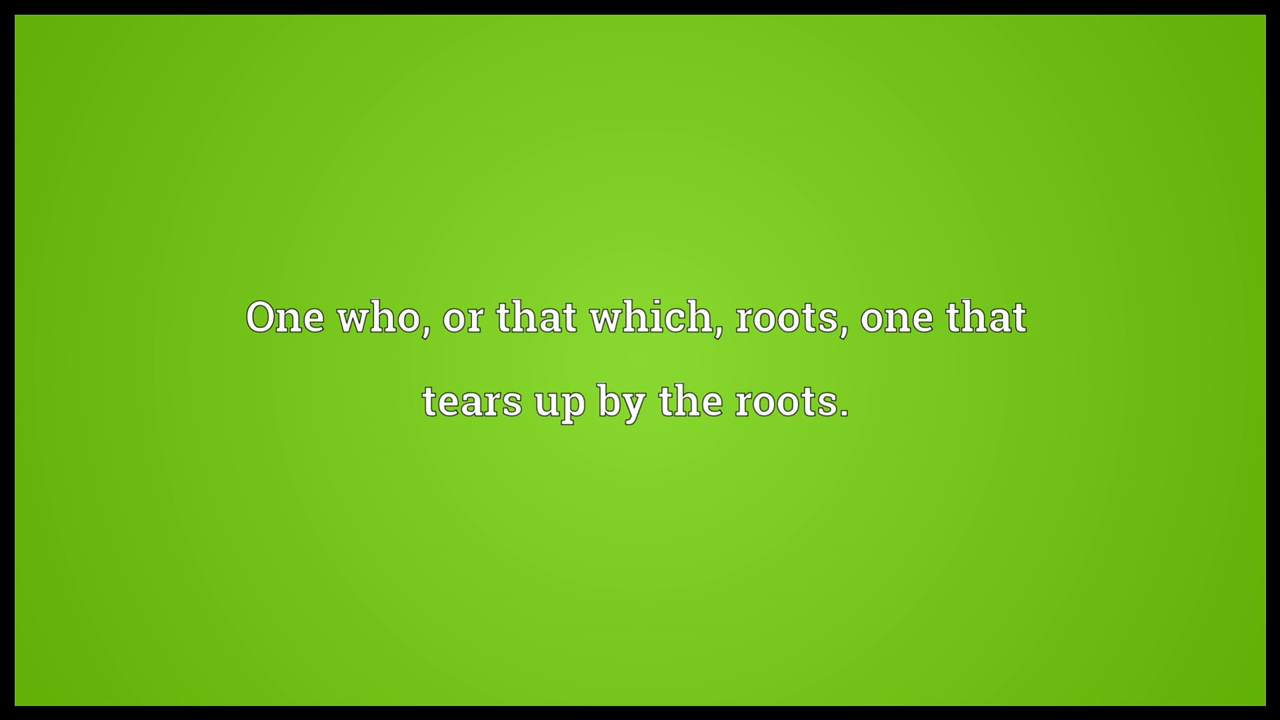 One who, or that which, roots, one that
tears up by the roots.